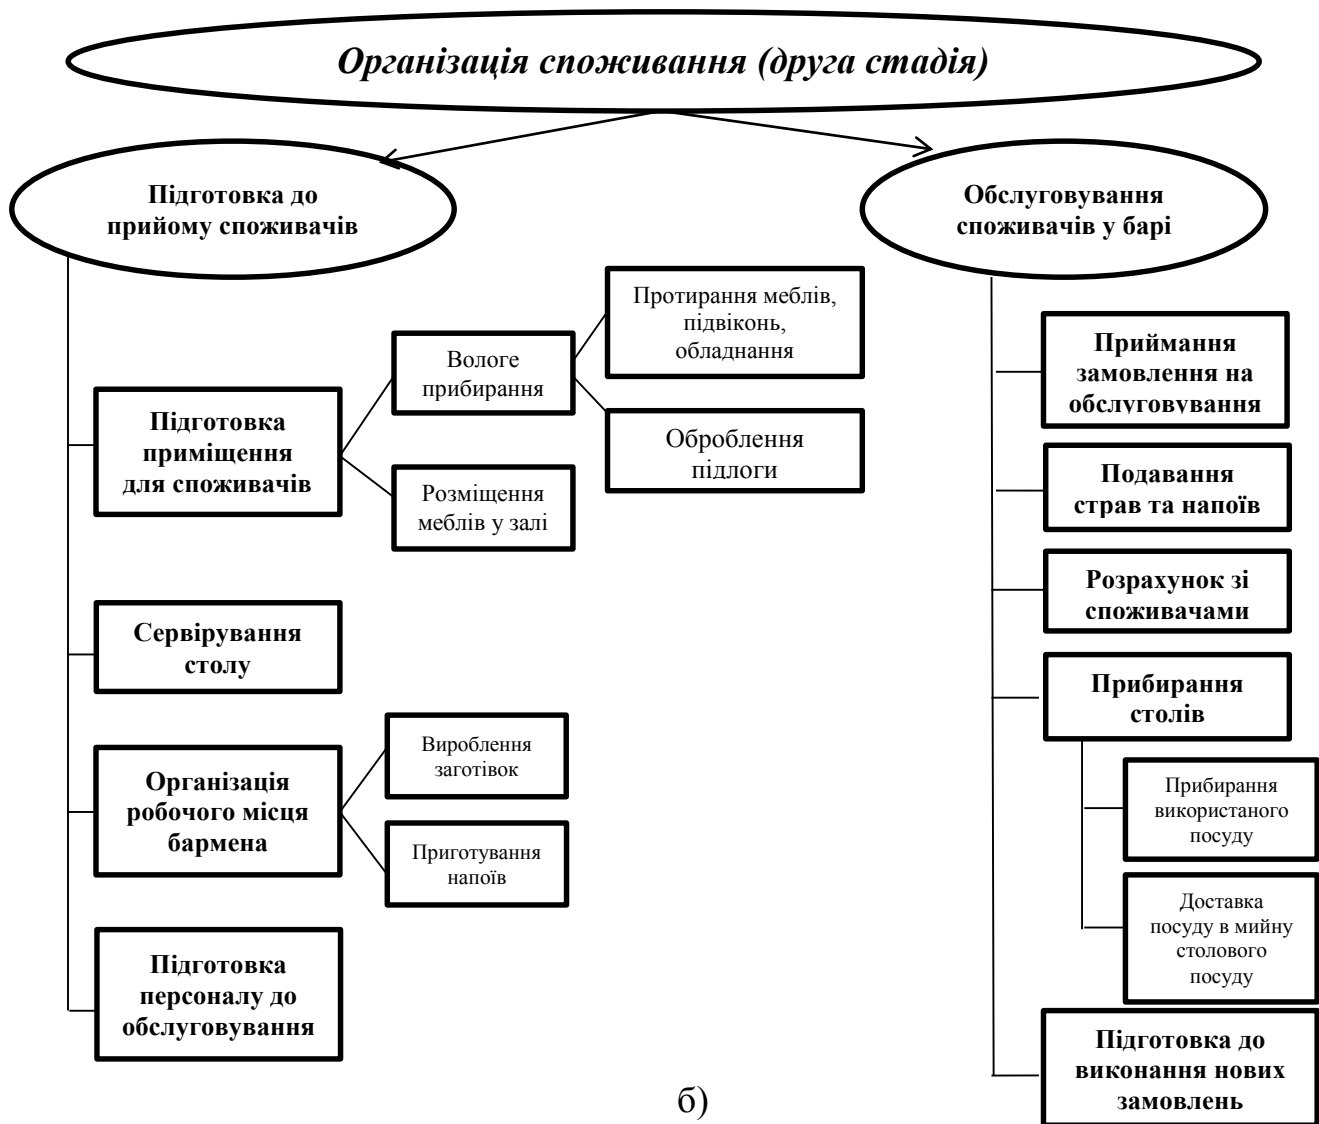 Організація споживання (друга стадія)
Підготовка до
прийому споживачів
Обслуговування
споживачів у барі
Протирання меблів,
підвіконь,
обладнання
Вологе
прибирання
Оброблення
підлоги
Підготовка
приміщення
для споживачів
Розміщення
меблів у залі
Сервірування
столу
Вироблення
заготівок
Організація
робочого місця
бармена
Приготування
напоїв
Підготовка
персоналу до
обслуговування
Приймання
замовлення на
обслуговування
Подавання
страв та напоїв
Розрахунок зі
споживачами
Прибирання
столів
Прибирання
використаного
посуду
Доставка
посуду в мийну
столового
посуду
Підготовка до
виконання нових
замовлень
б)